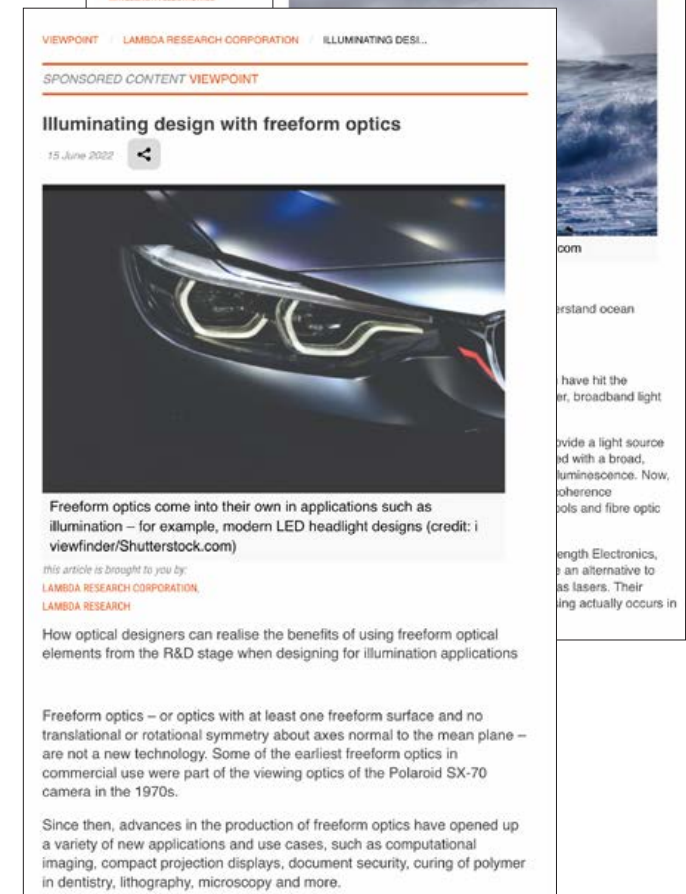 VIEWPOINT / LAMBDA RESEARCH CORPORATION / ILLUMINATING DESI...
SPONSORED CONTENT VIEWPOINT
Illuminating design with freeform optics
15 June 2022
Freeform optics come into their own in applications such as
illumination – for example, modern LED headlight designs (credit: i
viewfinder/Shutterstock.com)
this article is brought to you by:
LAMBDA RESEARCH CORPORATION,
LAMBDA RESEARCH
How optical designers can realise the benefits of using freeform optical
elements from the R&D stage when designing for illumination applications
Freeform optics – or optics with at least one freeform surface and no
translational or rotational symmetry about axes normal to the mean plane –
are not a new technology. Some of the earliest freeform optics in
commercial use were part of the viewing optics of the Polaroid SX-70
camera in the 1970s.
Since then, advances in the production of freeform optics have opened up
a variety of new applications and use cases, such as computational
imaging, compact projection displays, document security, curing of polymer
in dentistry, lithography, microscopy and more.
com
erstand ocean
have hit the
er, broadband light
ovide a light source
ed with a broad,
luminescence. Now,
coherence
ols and fibre optic
ength Electronics,
an alternative to
as lasers. Their
ing actually occurs in